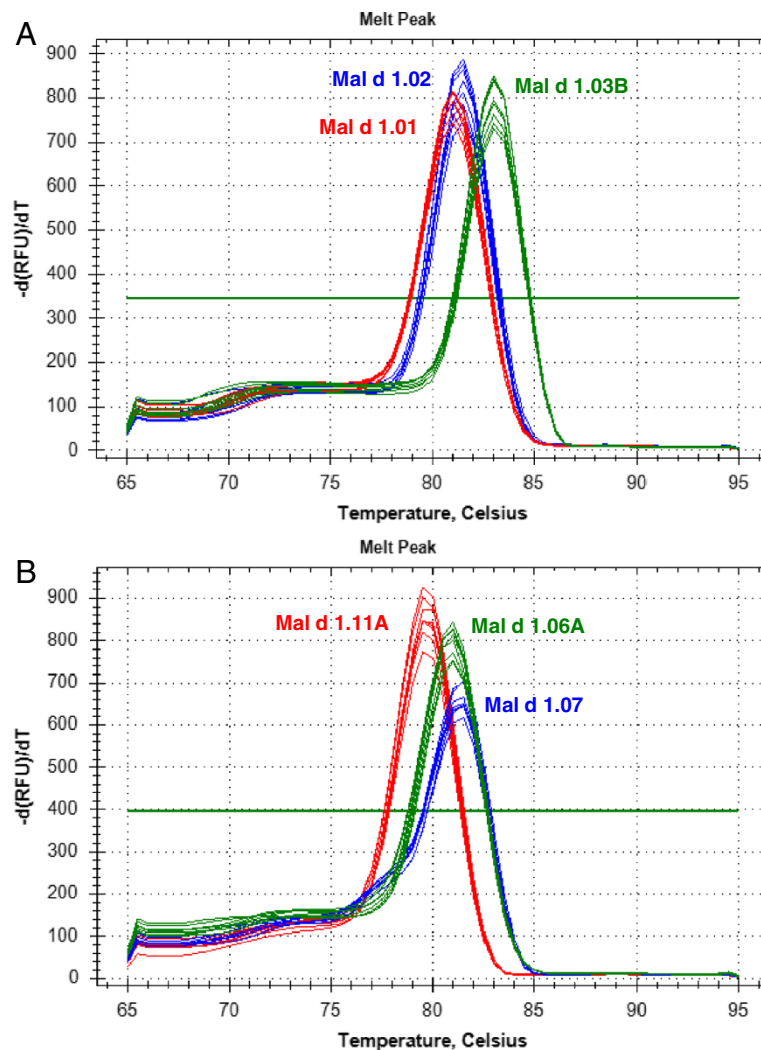 A
Melt Peak
Mal d 1.02
Mal d 1.03B
Mal d 1.01
-d(RFU)/dT
900
800
700
600
500
400
300
200
100
0
65 70 75 80 85 90 95
Temperature, Celsius
B
Melt Peak
Mal d 1.11A
Mal d 1.06A
Mal d 1.07
-d(RFU)/dT
900
800
700
600
500
400
300
200
100
0
65 70 75 80 85 90 95
Temperature, Celsius